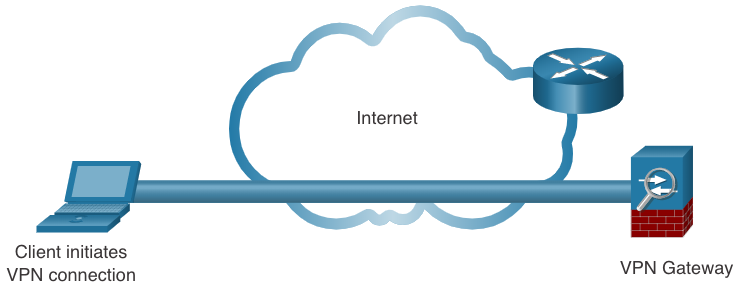 Internet
Client initiates
VPN connection
VPN Gateway